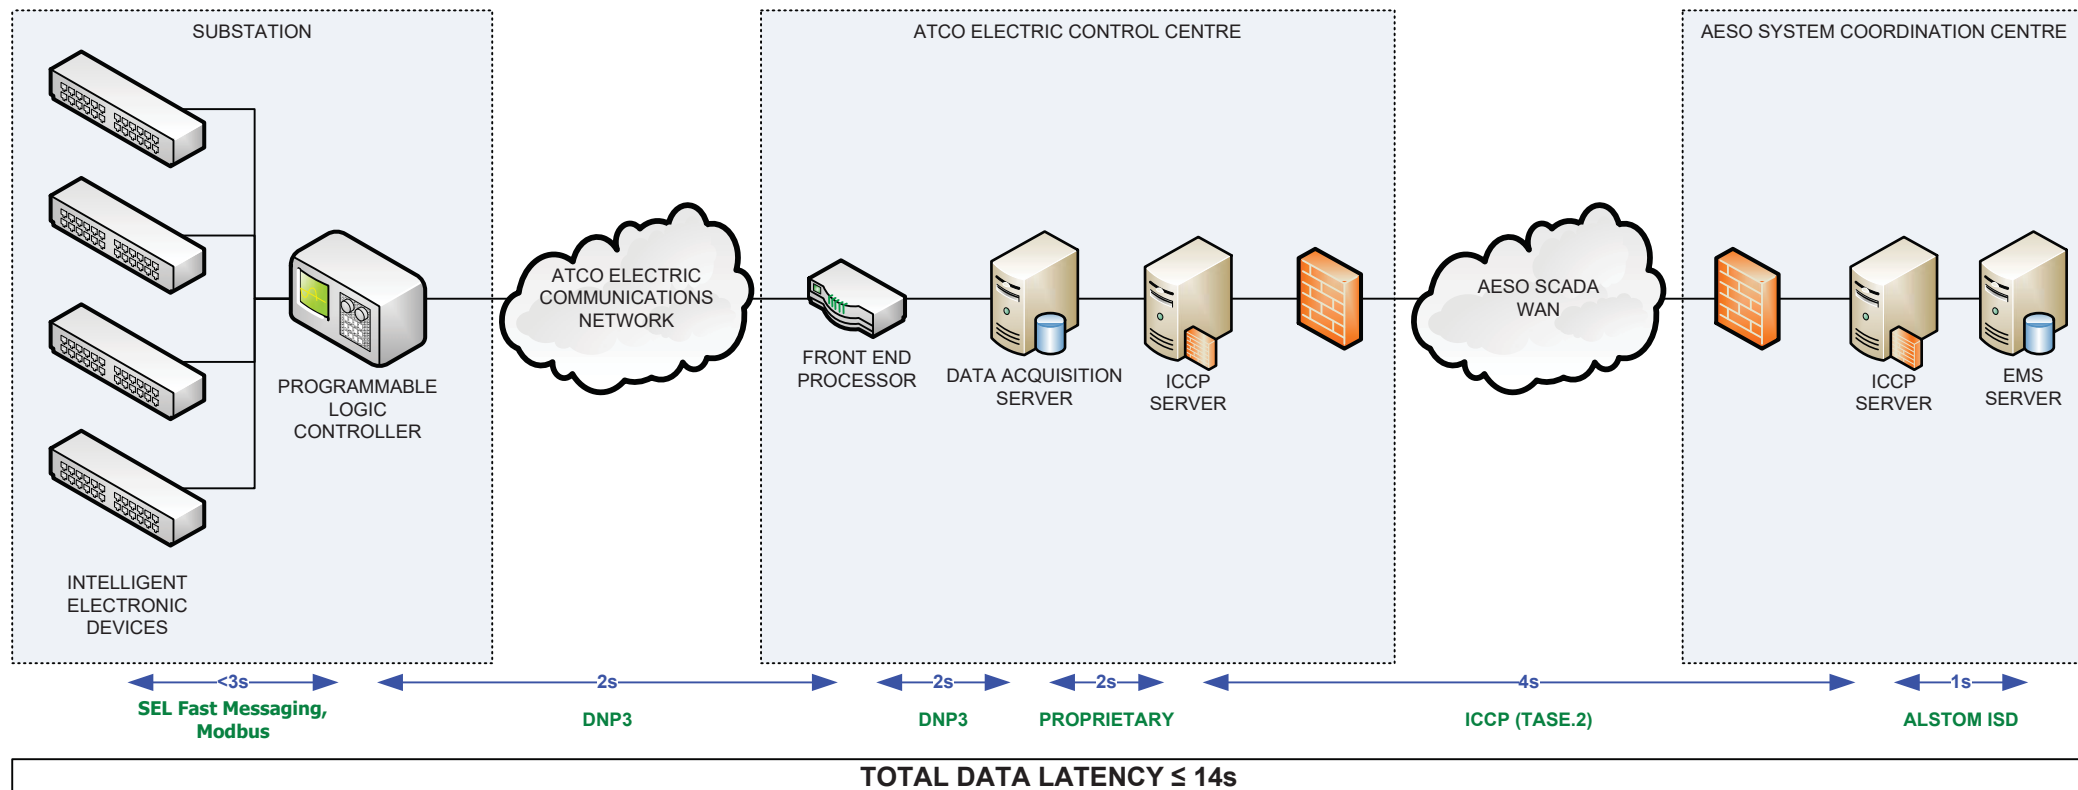 SUBSTATION
ATCO ELECTRIC CONTROL CENTRE
AESO SYSTEM COORDINATION CENTRE
ATCO ELECTRIC
COMMUNICATIONS
NETWORK
AESO SCADA
WAN
PROGRAMMABLE
LOGIC
CONTROLLER
FRONT END
PROCESSOR
DATA ACQUISITION
SERVER
ICCP
SERVER
ICCP
SERVER
EMS
SERVER
INTELLIGENT
ELECTRONIC
DEVICES
<3s
2s
2s
2s
4s
1s
SEL Fast Messaging,
Modbus
DNP3
DNP3
PROPRIETARY
ICCP (TASE.2)
ALSTOM ISD
TOTAL DATA LATENCY ≤ 14s